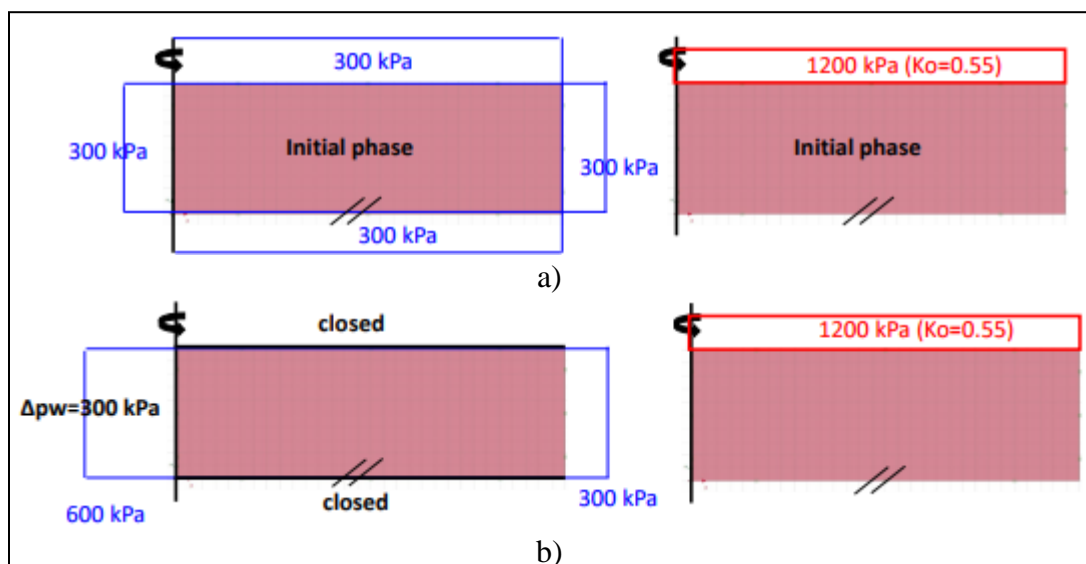 300 kPa
1200 kPa (Ko=0.55)
300 kPa
Initial phase
300 kPa
Initial phase
300 kPa
a)
closed
1200 kPa (Ko=0.55)
Δpw=300 kPa
600 kPa
closed
300 kPa
b)